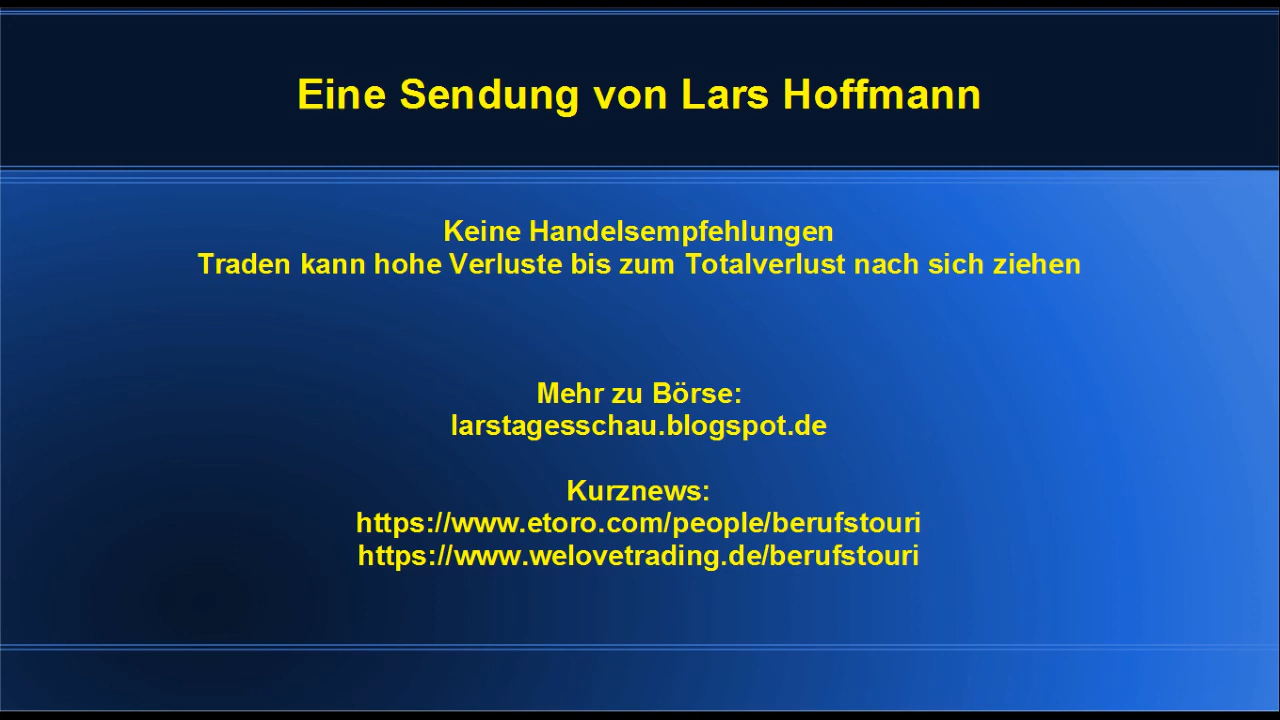 Eine Sendung von Lars Hoffmann
Keine Handelsempfehlungen
Traden kann hohe Verluste bis zum Totalverlust nach sich ziehen
Mehr zu Börse:
larstagesschau.blogspot.de
Kurznews:
https://www.etoro.com/people/berufstouri
https://www.welovetrading.de/berufstouri